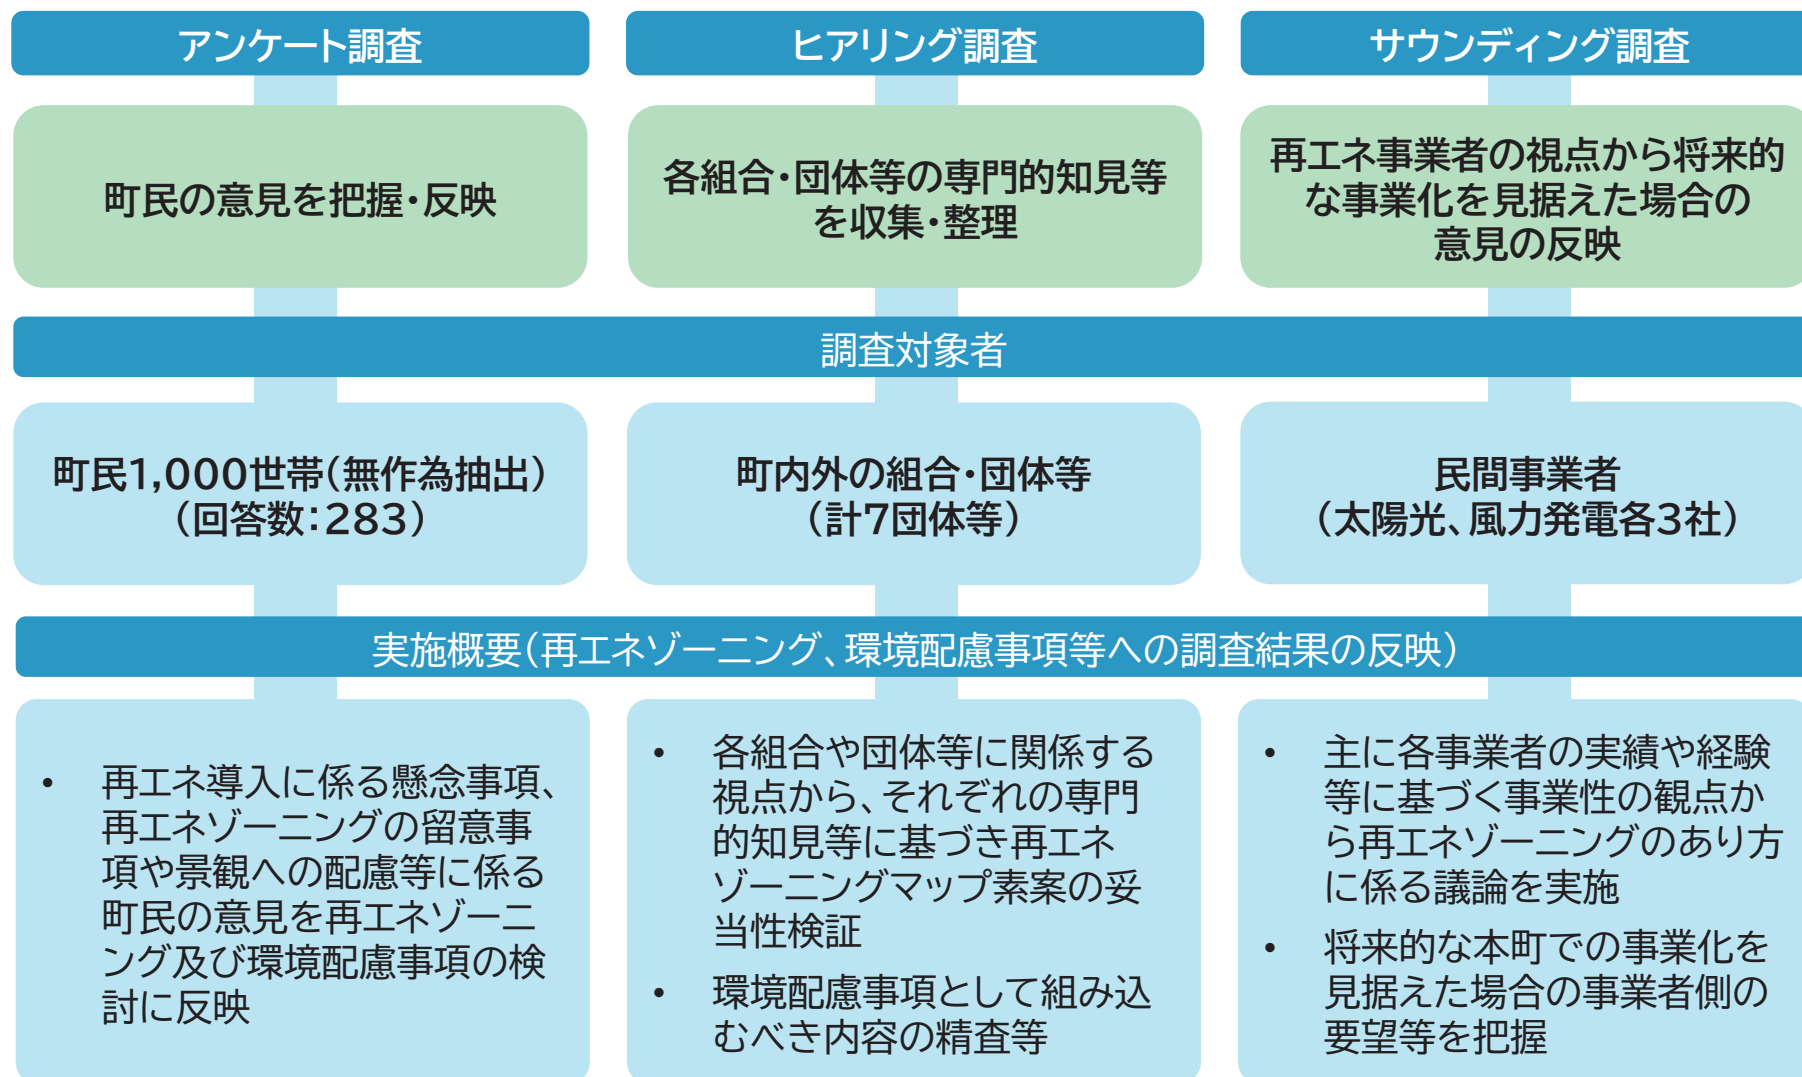 アンケート調査
ヒアリング調査
サウンディング調査
町民の意見を把握・反映
各組合・団体等の専門的知見等
を収集・整理
再エネ事業者の視点から将来的
な事業化を見据えた場合の
意見の反映
調査対象者
町民1,000世帯(無作為抽出)
(回答数:283)
町内外の組合・団体等
(計7団体等)
民間事業者
(太陽光、風力発電各3社)
実施概要(再エネゾーニング、環境配慮事項等への調査結果の反映)
• 再エネ導入に係る懸念事項、
再エネゾーニングの留意事
項や景観への配慮等に係る
町民の意見を再エネゾーニ
ング及び環境配慮事項の検
討に反映
• 各組合や団体等に関係する
視点から、それぞれの専門
的知見等に基づき再エネ
ゾーニングマップ素案の妥
当性検証
• 環境配慮事項として組み込
むべき内容の精査等
• 主に各事業者の実績や経験
等に基づく事業性の観点か
ら再エネゾーニングのあり方
に係る議論を実施
• 将来的な本町での事業化を
見据えた場合の事業者側の
要望等を把握